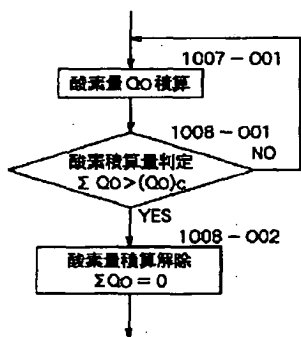 1007-001
酸素量 QO 積算
1008-001
酸素積算量判定
ΣQO>(QO)c
NO
YES
1008-002
酸素量積算解除
ΣQO=0